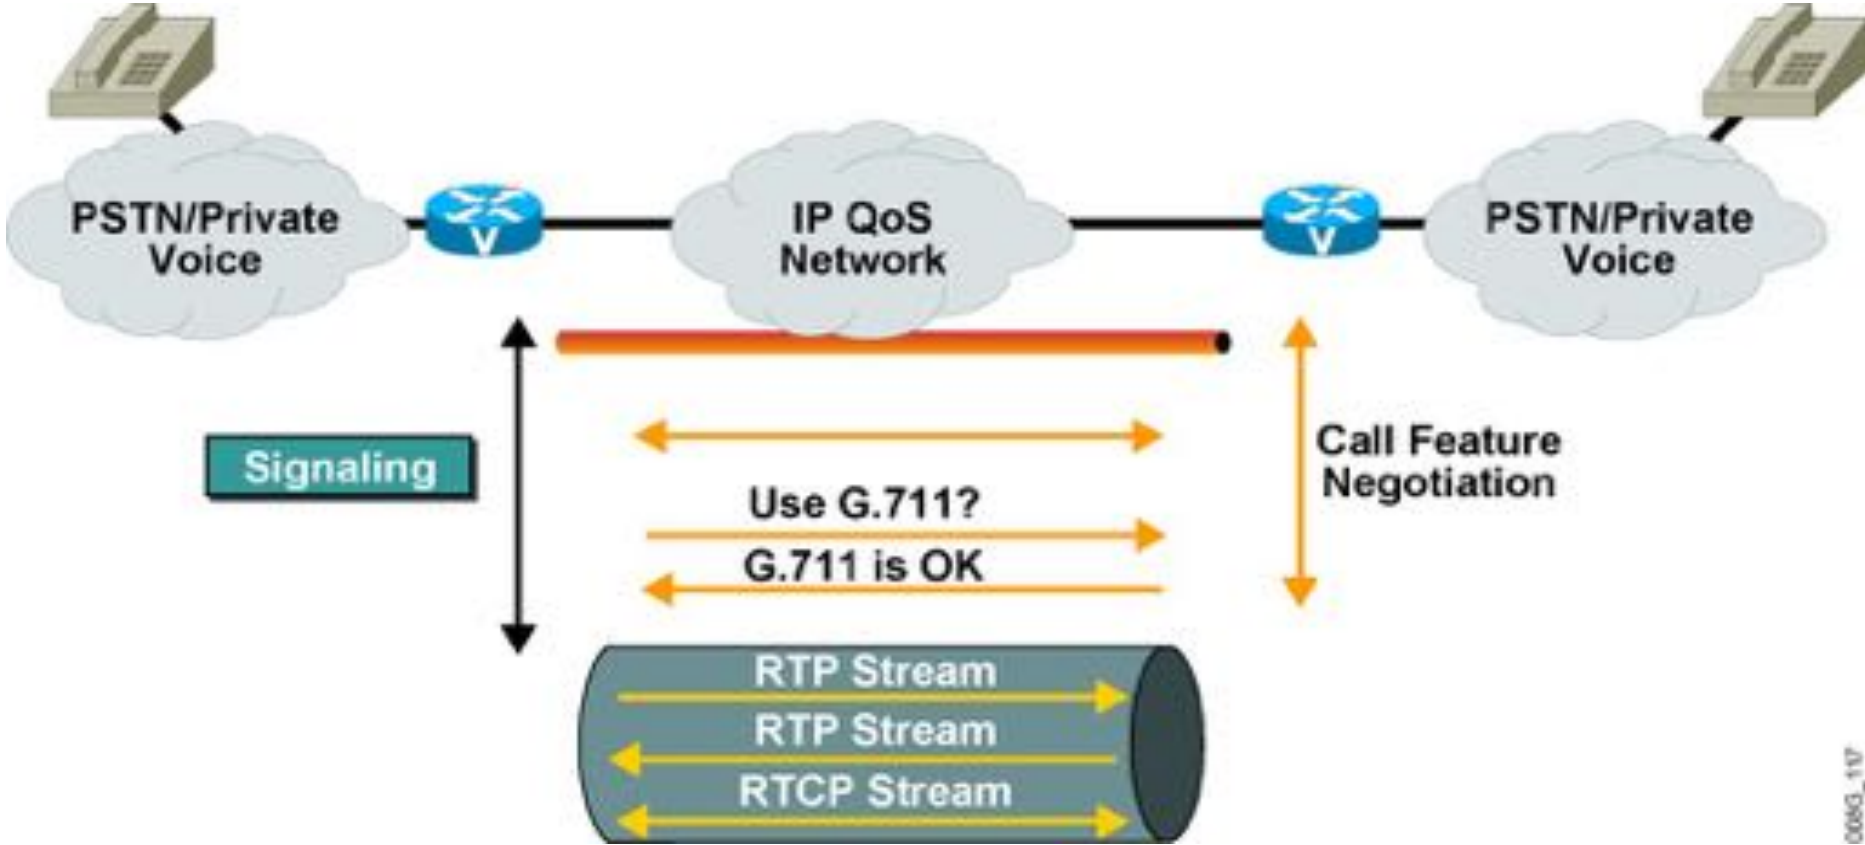 PSTN/Private
Voice
V
IP QoS
Network
V
PSTN/Private
Voice
Signaling
Call Feature
Negotiation
Use G.711?
G.711 is OK
RTP Stream
RTP Stream
RTCP Stream